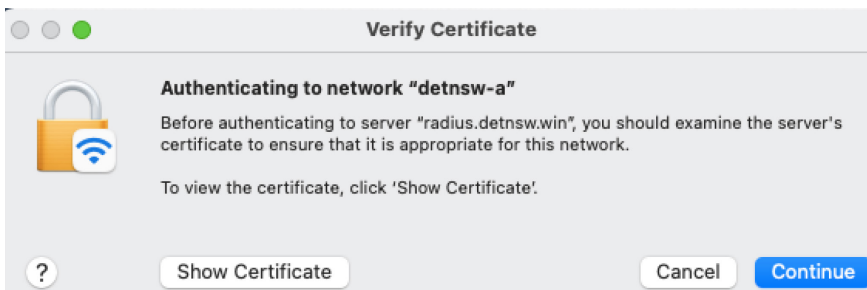 Verify Certificate
Authenticating to network “detnsw-a”
Before authenticating to server “radius.detnsw.win”, you should examine the server's
certificate to ensure that it is appropriate for this network.
To view the certificate, click ‘Show Certificate’.
? Show Certificate Cancel Continue